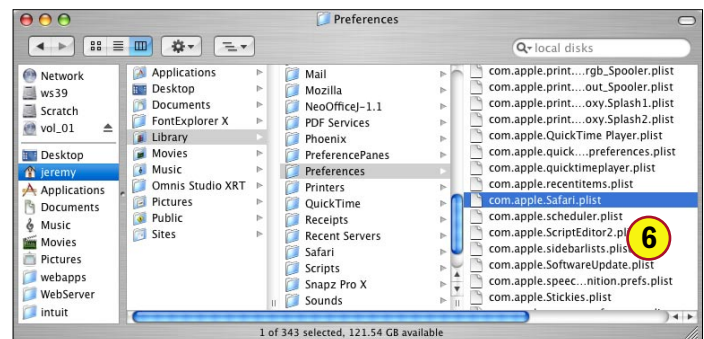 Preferences
local disks
Network
ws39
Scratch
vol_01
Desktop
jeremy
Applications
Documents
Music
Movies
Pictures
webapps
WebServer
intuit
Applications
Desktop
Documents
FontExplorer X
Library
Movies
Music
Omnis Studio XRT
Pictures
Public
Sites
Mail
Mozilla
NeoOfficeJ-1.1
PDF Services
Phoenix
PreferencePanes
Preferences
Printers
QuickTime
Receipts
Recent Servers
Safari
Scripts
Snapz Pro X
Sounds
com.apple.print....rgb_Spooler.plist
com.apple.print....out_Spooler.plist
com.apple.print....oxy.Splash1.plist
com.apple.print....oxy.Splash2.plist
com.apple.QuickTime Player.plist
com.apple.quick....preferences.plist
com.apple.quicktimeplayer.plist
com.apple.recentitems.plist
com.apple.Safari.plist
com.apple.scheduler.plist
com.apple.ScriptEditor2.pli
com.apple.sidebarlists.plis
com.apple.SoftwareUpdate.plist
com.apple.speec...nition.prefs.plist
com.apple.Stickies.plist
6
1 of 343 selected, 121.54 GB available